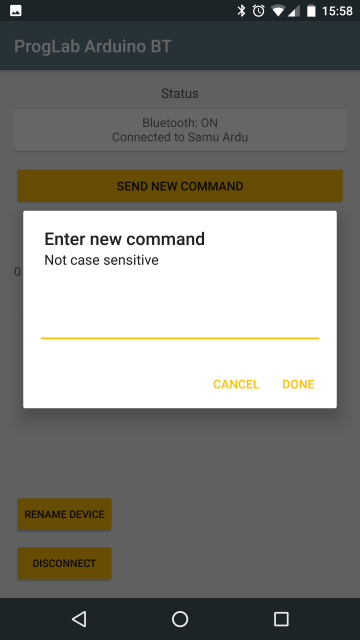 15:58
ProgLab Arduino BT
Status
Bluetooth: ON
Connected to Samu Ardu
SEND NEW COMMAND
Enter new command
Not case sensitive
0
CANCEL DONE
RENAME DEVICE
DISCONNECT